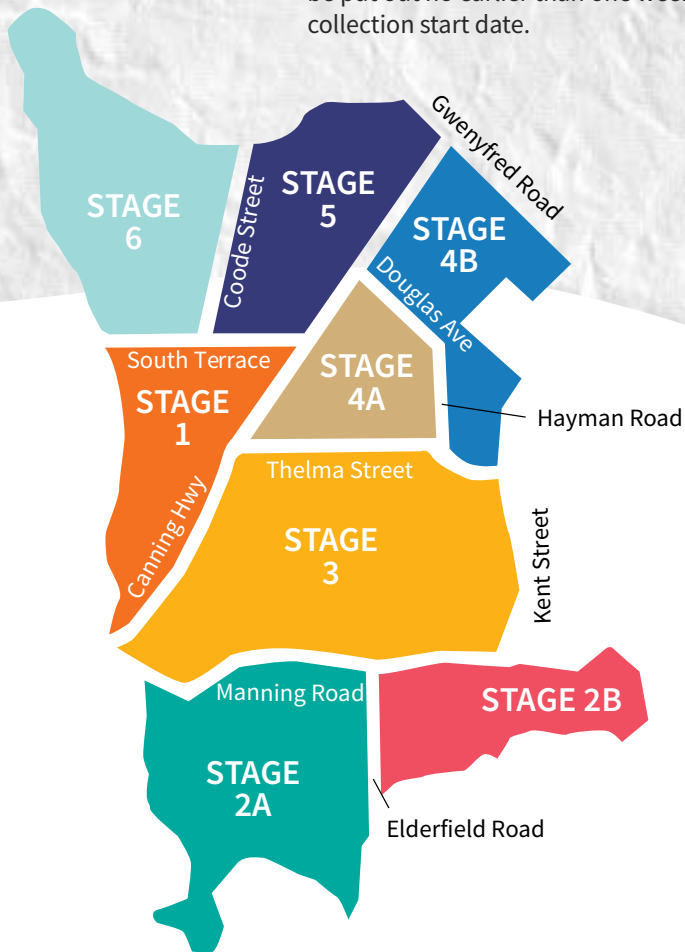 collection start date.
Gwenyfred Road
STAGE
6
Coode Street
STAGE
5
STAGE
4B
Douglas Ave
South Terrace
STAGE
1
STAGE
4A
Hayman Road
Canning Hwy
Thelma Street
STAGE
3
Kent Street
Manning Road
STAGE 2B
STAGE
2A
Elderfield Road